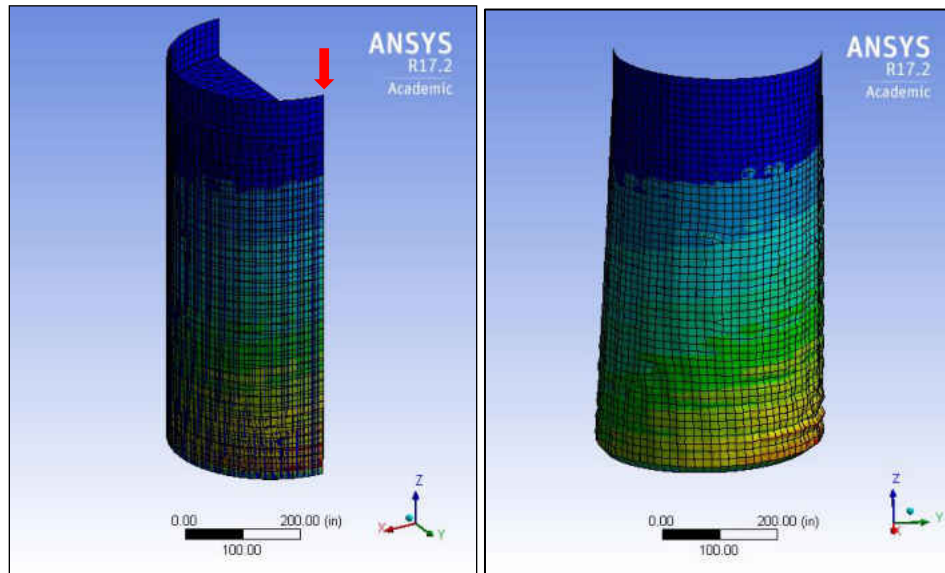 ANSYS
R17.2
Academic
Z
X
Y
0.00
200.00 (in)
100.00
ANSYS
R17.2
Academic
Z
Y
X
0.00
200.00 (in)
100.00